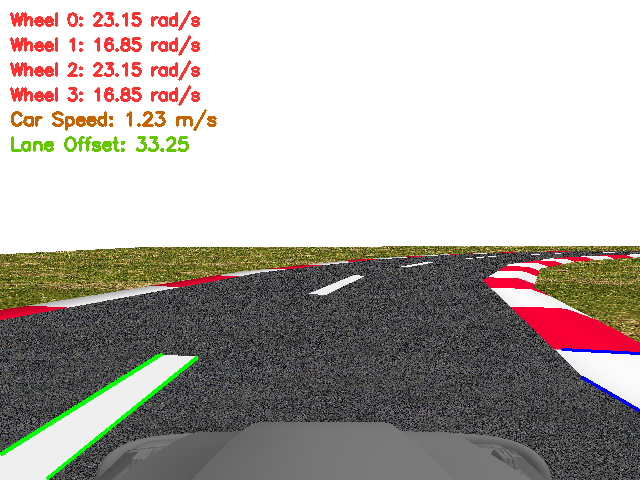 Wheel 0: 23.15 rad/s
Wheel 1: 16.85 rad/s
Wheel 2: 23.15 rad/s
Wheel 3: 16.85 rad/s
Car Speed: 1.23 m/s
Lane Offset: 33.25